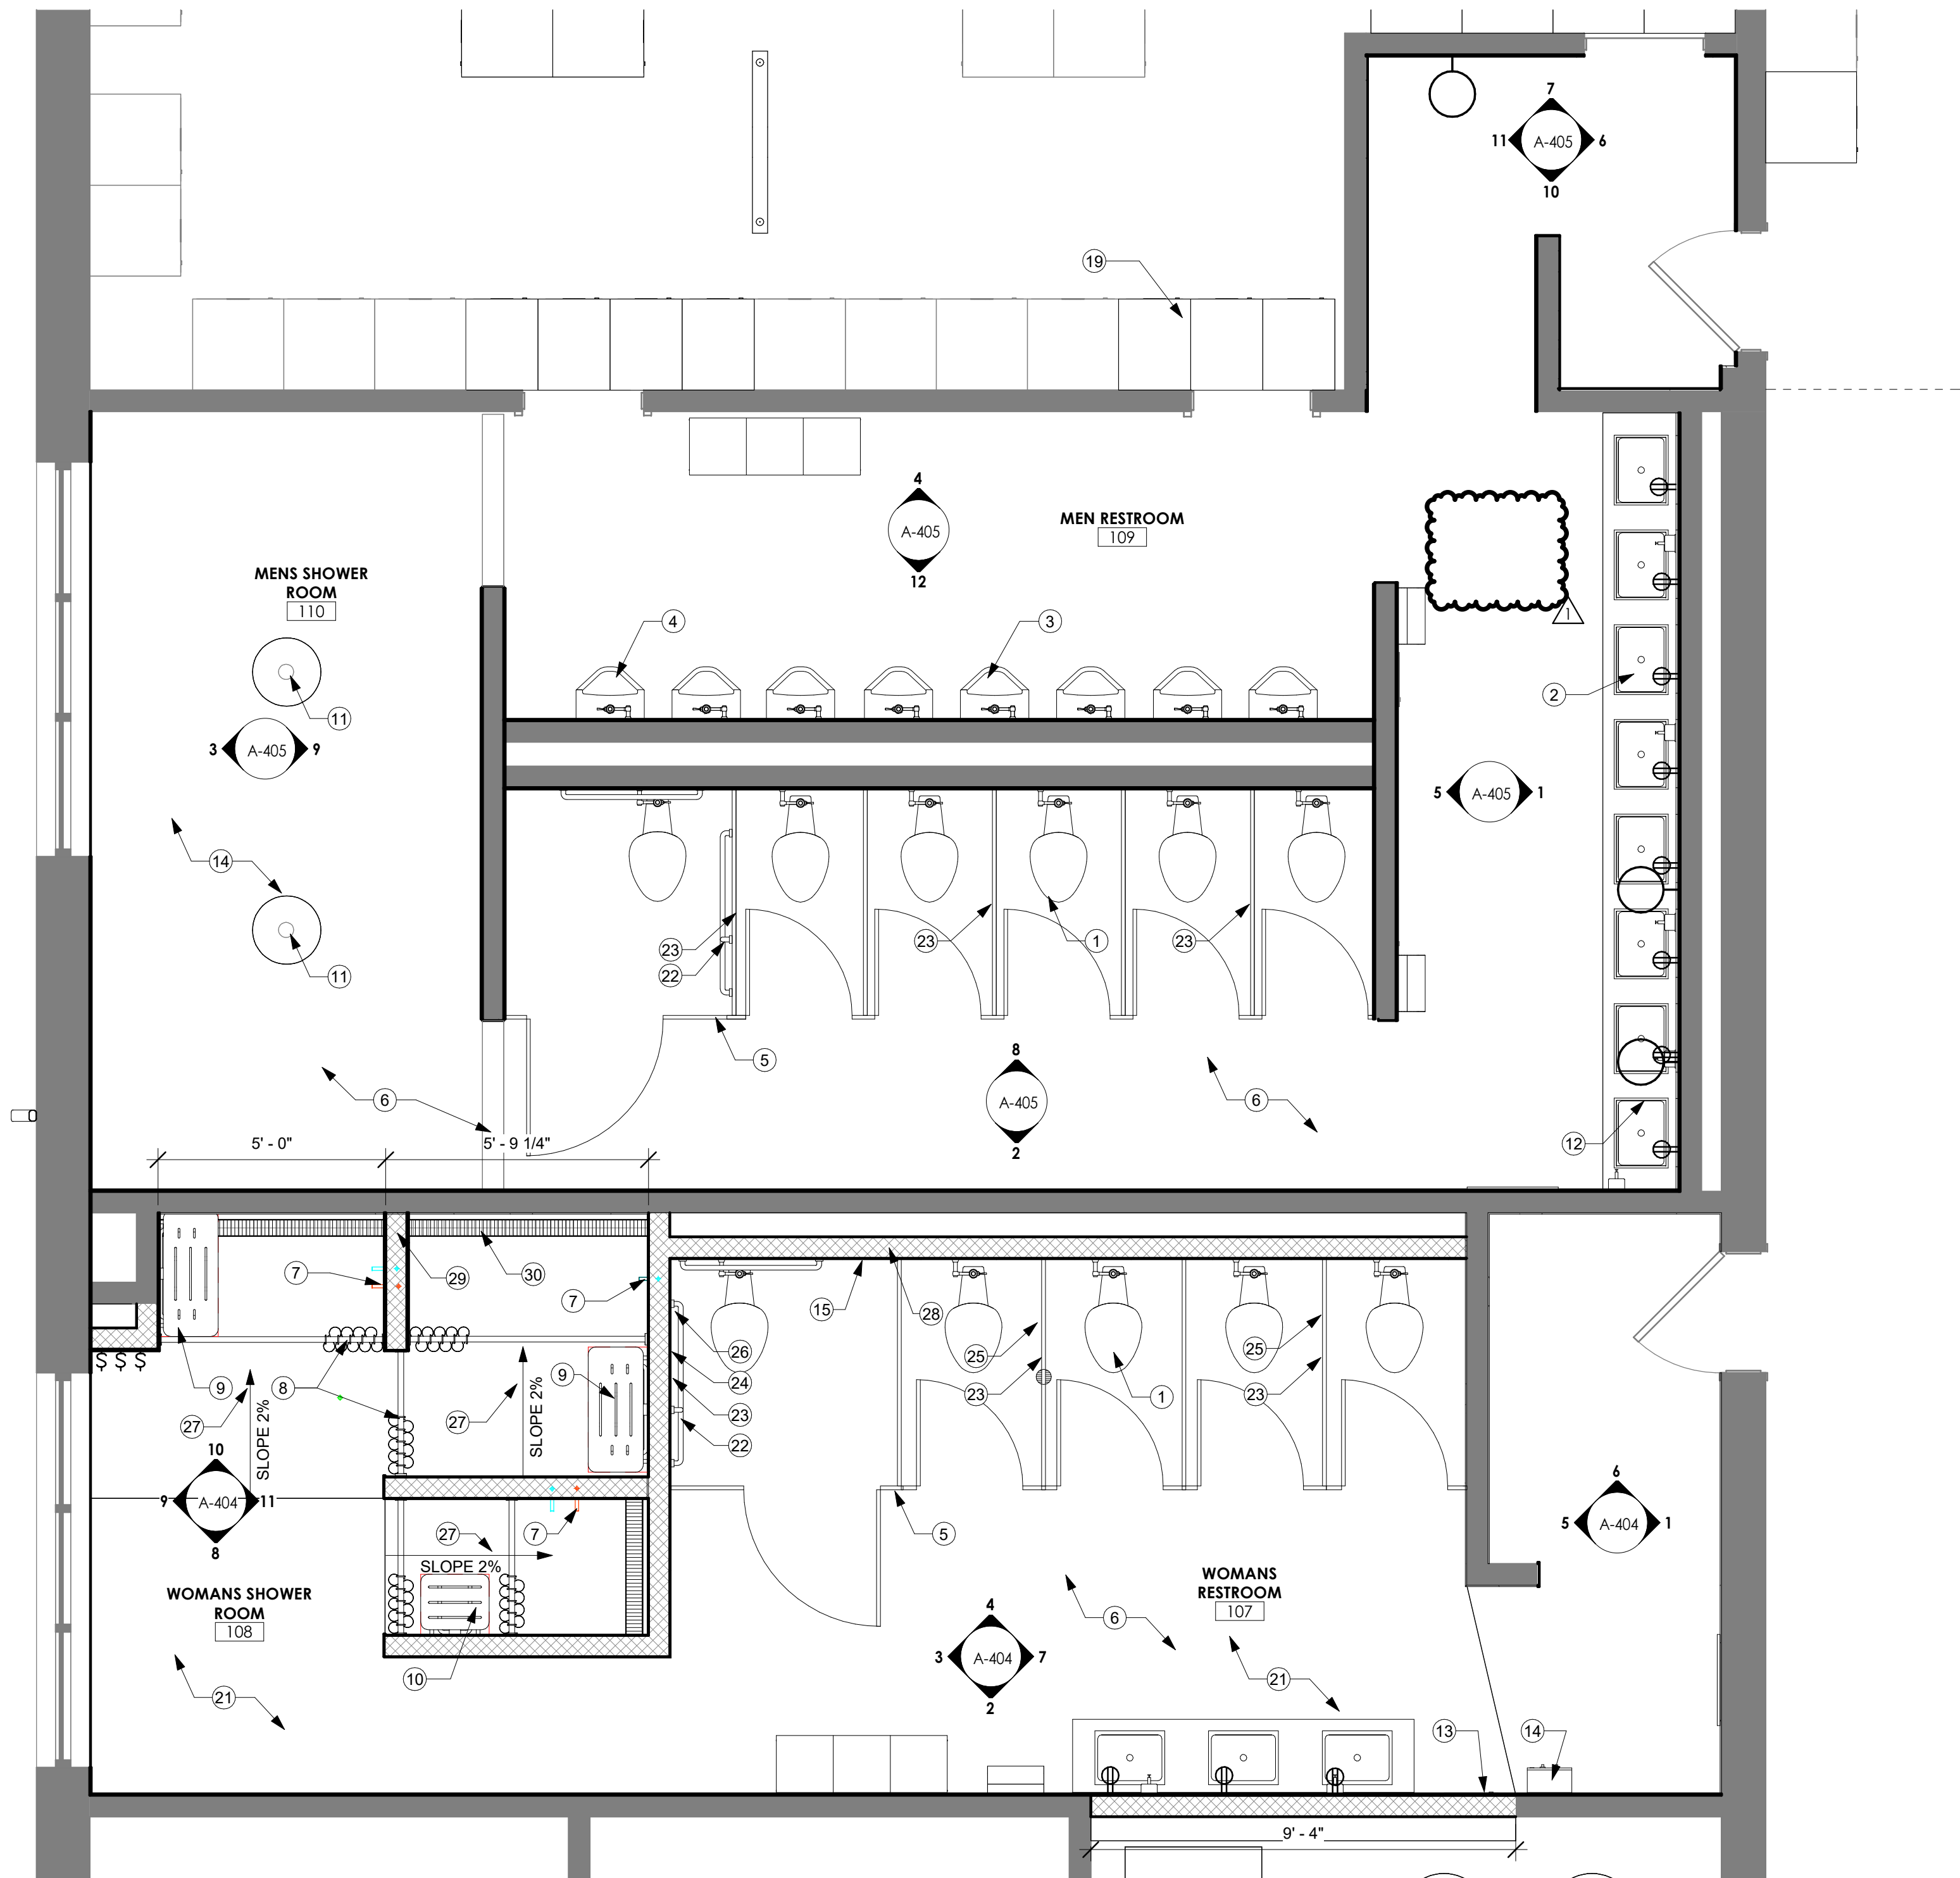 7
11 A-405 6
10
19
4
A-405
12
MEN RESTROOM
109
MENS SHOWER
ROOM
110
1
4
3
2
11
3 A-405 9
5 A-405 1
14
23
22
23
1
23
11
5
8
A-405
2
6
6
12
5' - 0"
5' - 9 1/4"
7
29
30
7
15
28
26
24
23
22
25
23
1
25
23
9
27
8
SLOPE 2%
27
9
SLOPE 2%
10
9 A-404 11
8
27
7
SLOPE 2%
5
6
5 A-404 1
WOMANS SHOWER
ROOM
108
10
21
WOMANS
RESTROOM
107
6
4
3 A-404 7
2
21
13
14
9' - 4"